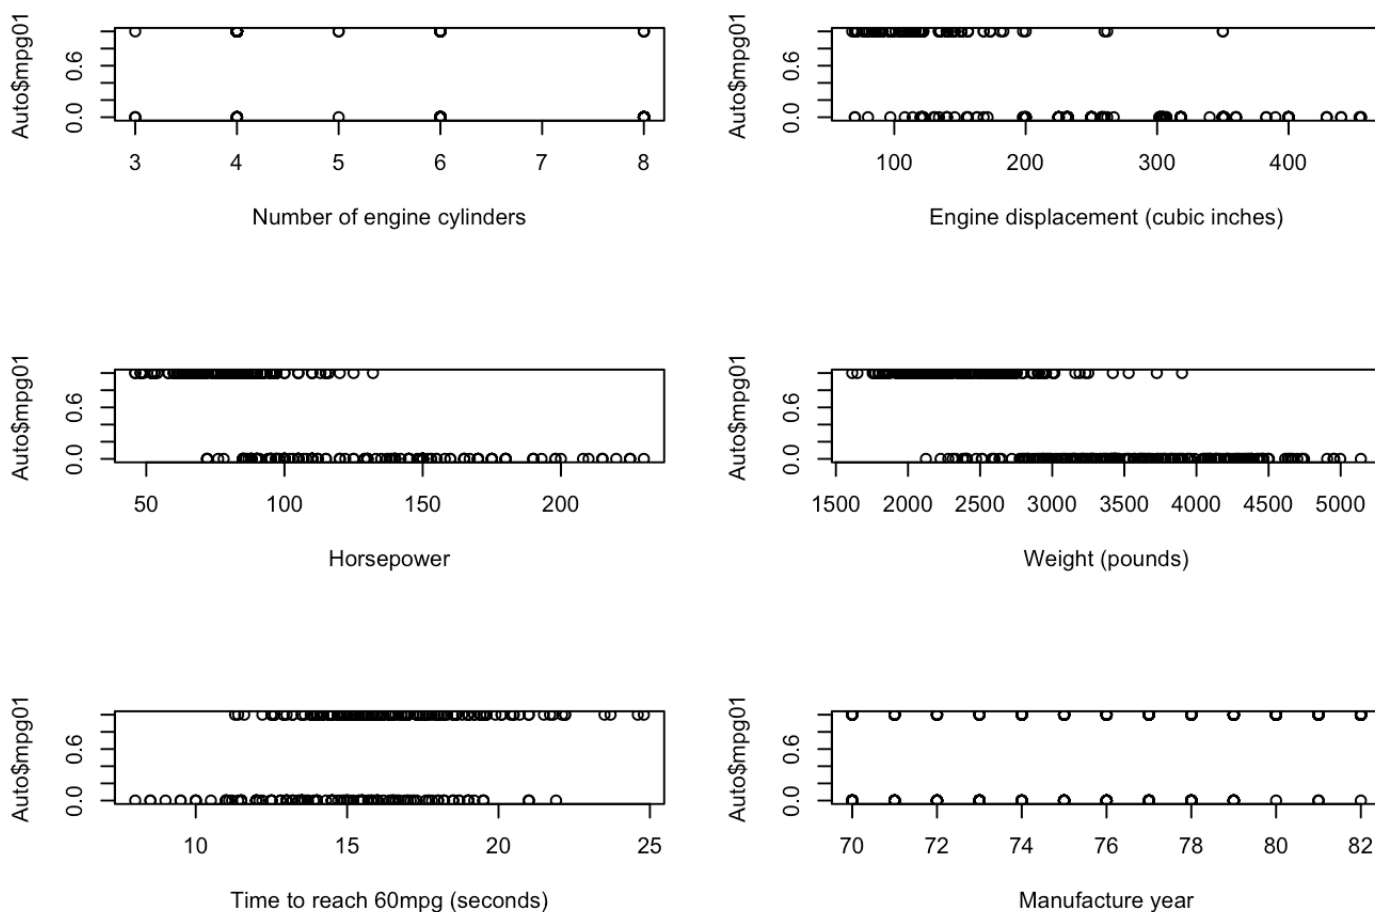 Auto$mpg01
0.0 0.6
3 4 5 6 7 8
Number of engine cylinders
Auto$mpg01
0.0 0.6
100 200 300 400
Engine displacement (cubic inches)
Auto$mpg01
0.0 0.6
50 100 150 200
Horsepower
Auto$mpg01
0.0 0.6
1500 2000 2500 3000 3500 4000 4500 5000
Weight (pounds)
Auto$mpg01
0.0 0.6
10 15 20 25
Time to reach 60mpg (seconds)
Auto$mpg01
0.0 0.6
70 72 74 76 78 80 82
Manufacture year